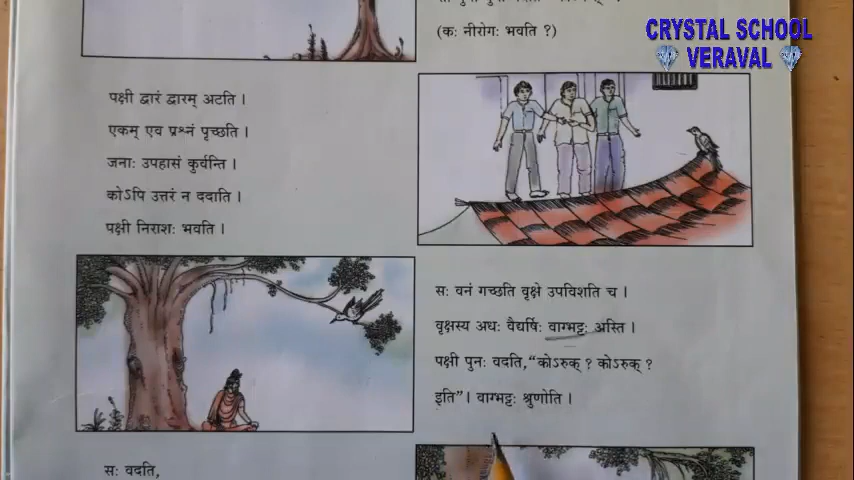 (कः नीरोगः भवति ?)
CRYSTAL SCHOOL
VERAVAL
पक्षी द्वारं द्वारम् अटति ।
एकम् एव प्रश्नं पृच्छति ।
जनाः उपहासं कुर्वन्ति ।
कोऽपि उत्तरं न ददाति ।
पक्षी निराशः भवति ।
सः वनं गच्छति वृक्षे उपविशति च ।
वृक्षस्य अधः वैद्यर्षिः वाग्भट्टः अस्ति ।
पक्षी पुनः वदति, “कोऽरुक् ? कोऽरुक् ?
इति” । वाग्भट्टः श्रुणोति ।
सः वदति,